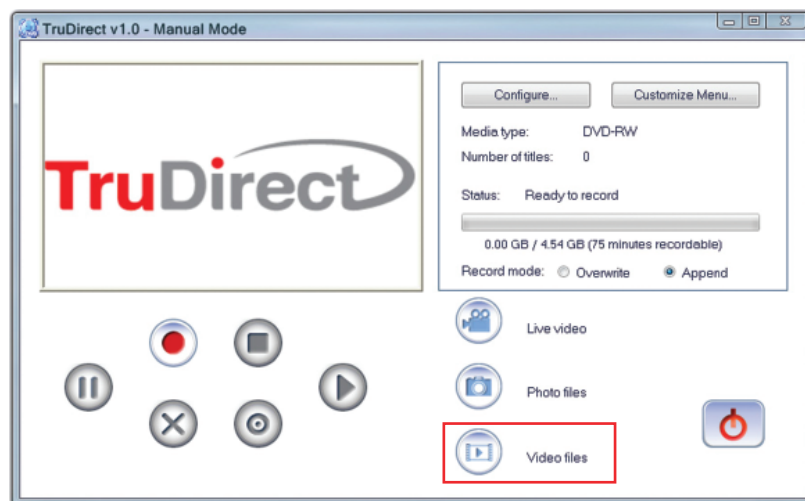 TruDirect v1.0 - Manual Mode
TruDirect
Configure... Customize Menu...
Media type: DVD-RW
Number of titles: 0
Status: Ready to record
0.00 GB / 4.54 GB (75 minutes recordable)
Record mode: Overwrite Append
Live video
Photo files
Video files